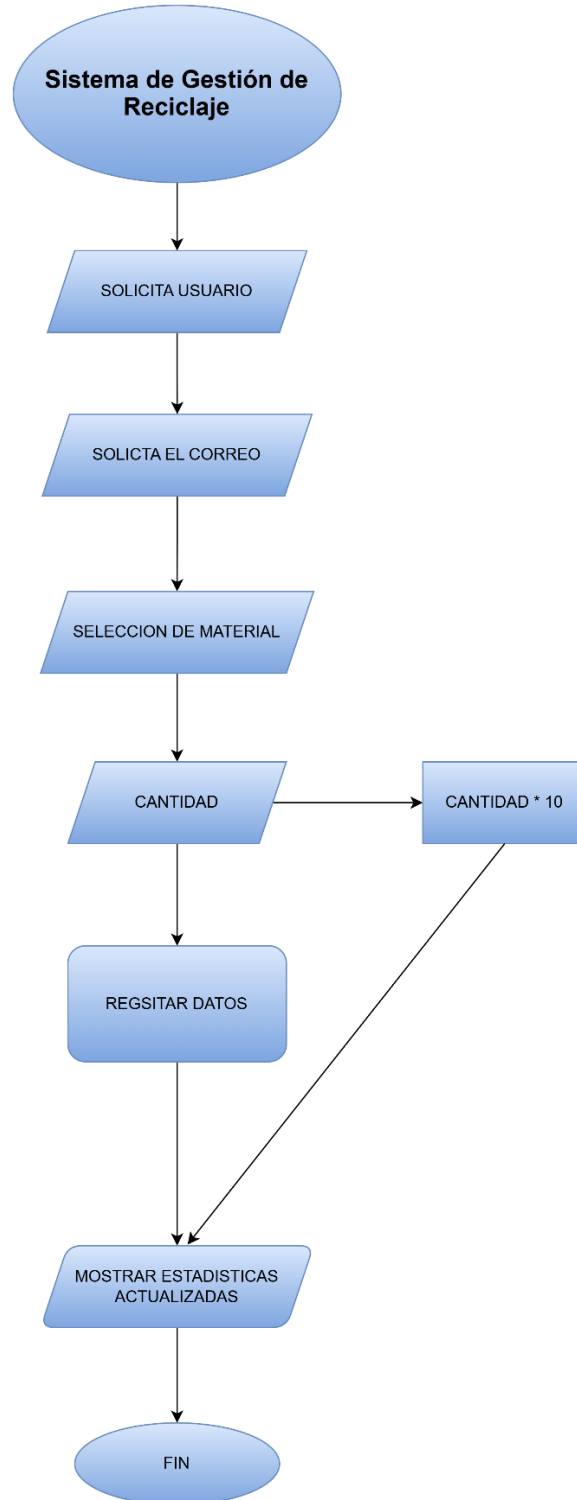 Sistema de Gestión de
Reciclaje
SOLICITA USUARIO
SOLICTA EL CORREO
SELECCION DE MATERIAL
CANTIDAD
CANTIDAD * 10
REGSITAR DATOS
MOSTRAR ESTADISTICAS
ACTUALIZADAS
FIN